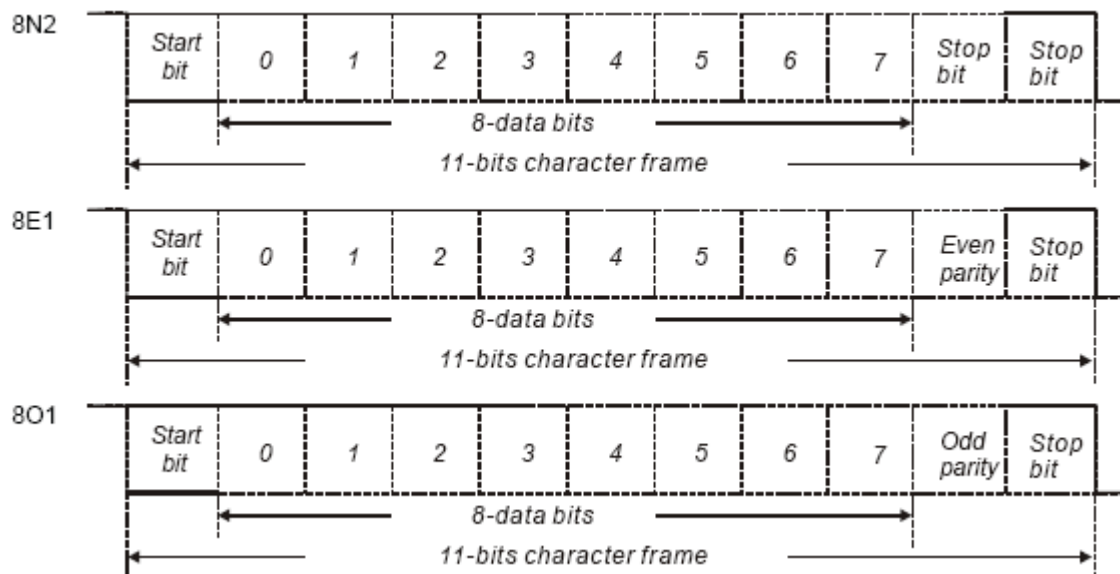 8N2
Start bit 0 1 2 3 4 5 6 7 Stop bit Stop bit
8-data bits
11-bits character frame
8E1
Start bit 0 1 2 3 4 5 6 7 Even parity Stop bit
8-data bits
11-bits character frame
8O1
Start bit 0 1 2 3 4 5 6 7 Odd parity Stop bit
8-data bits
11-bits character frame